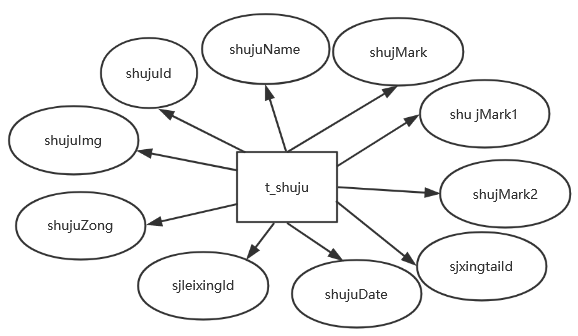 shujuName
shujMark
shujuId
shu jMark1
shujuImg
t_shuju
shujMark2
shujuZong
sjxingtaiId
sjleixingId
shujuDate